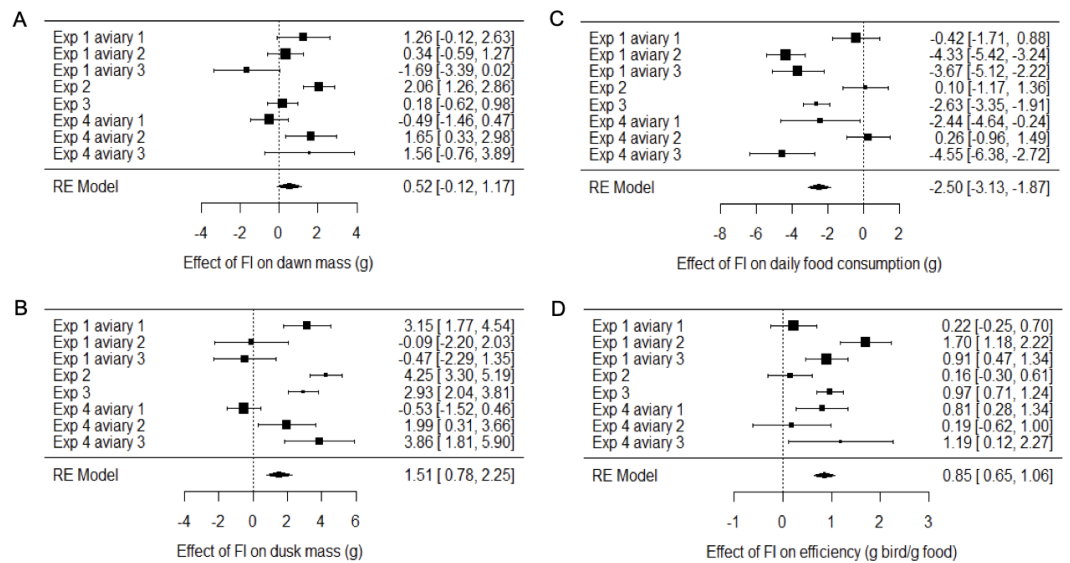 A
Exp 1 aviary 1 1.26 [-0.12, 2.63]
Exp 1 aviary 2 0.34 [-0.59, 1.27]
Exp 1 aviary 3 -1.69 [-3.39, 0.02]
Exp 2 2.06 [ 1.26, 2.86]
Exp 3 0.18 [-0.62, 0.98]
Exp 4 aviary 1 -0.49 [-1.46, 0.47]
Exp 4 aviary 2 1.65 [ 0.33, 2.98]
Exp 4 aviary 3 1.56 [-0.76, 3.89]
RE Model 0.52 [-0.12, 1.17]
-4 -2 0 2 4
Effect of FI on dawn mass (g)
B
Exp 1 aviary 1 3.15 [ 1.77, 4.54]
Exp 1 aviary 2 -0.09 [-2.20, 2.03]
Exp 1 aviary 3 -0.47 [-2.29, 1.35]
Exp 2 4.25 [ 3.30, 5.19]
Exp 3 2.93 [ 2.04, 3.81]
Exp 4 aviary 1 -0.53 [-1.52, 0.46]
Exp 4 aviary 2 1.99 [ 0.31, 3.66]
Exp 4 aviary 3 3.86 [ 1.81, 5.90]
RE Model 1.51 [ 0.78, 2.25]
-4 -2 0 2 4 6
Effect of FI on dusk mass (g)
C
Exp 1 aviary 1 -0.42 [-1.71, 0.88]
Exp 1 aviary 2 -4.33 [-5.42, -3.24]
Exp 1 aviary 3 -3.67 [-5.12, -2.22]
Exp 2 0.10 [-1.17, 1.36]
Exp 3 -2.63 [-3.35, -1.91]
Exp 4 aviary 1 -2.44 [-4.64, -0.24]
Exp 4 aviary 2 0.26 [-0.96, 1.49]
Exp 4 aviary 3 -4.55 [-6.38, -2.72]
RE Model -2.50 [-3.13, -1.87]
-8 -6 -4 -2 0 2
Effect of FI on daily food consumption (g)
D
Exp 1 aviary 1 0.22 [-0.25, 0.70]
Exp 1 aviary 2 1.70 [ 1.18, 2.22]
Exp 1 aviary 3 0.91 [ 0.47, 1.34]
Exp 2 0.16 [-0.30, 0.61]
Exp 3 0.97 [ 0.71, 1.24]
Exp 4 aviary 1 0.81 [ 0.28, 1.34]
Exp 4 aviary 2 0.19 [-0.62, 1.00]
Exp 4 aviary 3 1.19 [ 0.12, 2.27]
RE Model 0.85 [ 0.65, 1.06]
-1 0 1 2 3
Effect of FI on efficiency (g bird/g food)